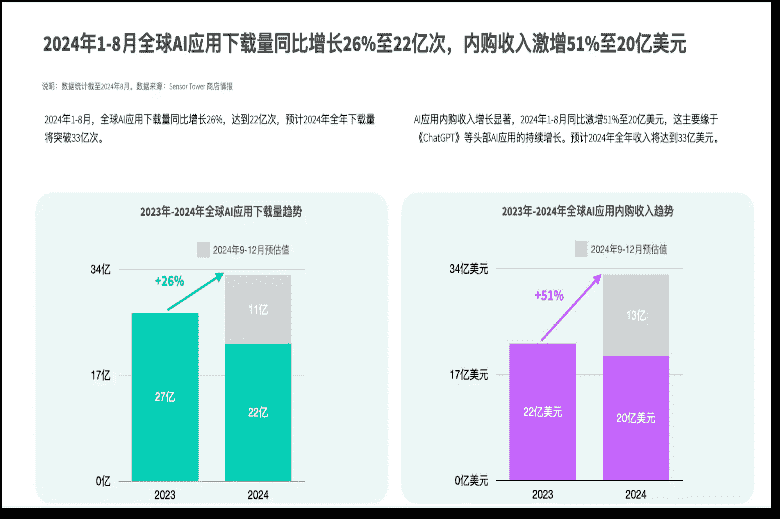 2024年1-8月全球AI应用下载量同比增长26%至22亿次，内购收入激增51%至20亿美元
说明：数据统计截至2024年8月，数据来源：Sensor Tower 商店情报
2024年1-8月，全球AI应用下载量同比增长26%，达到22亿次，预计2024年全年下载量
将突破33亿次。
AI应用内购收入增长显著，2024年1-8月同比激增51%至20亿美元，这主要缘于
《ChatGPT》等头部AI应用的持续增长。预计2024年全年收入将达到33亿美元。
2023年-2024年全球AI应用下载量趋势
2024年9-12月预估值
34亿
+26%
11亿
17亿
27亿
22亿
0亿
2023
2024
2023年-2024年全球AI应用内购收入趋势
2024年9-12月预估值
34亿美元
+51%
13亿
17亿美元
22亿美元
20亿美元
0亿美元
2023
2024